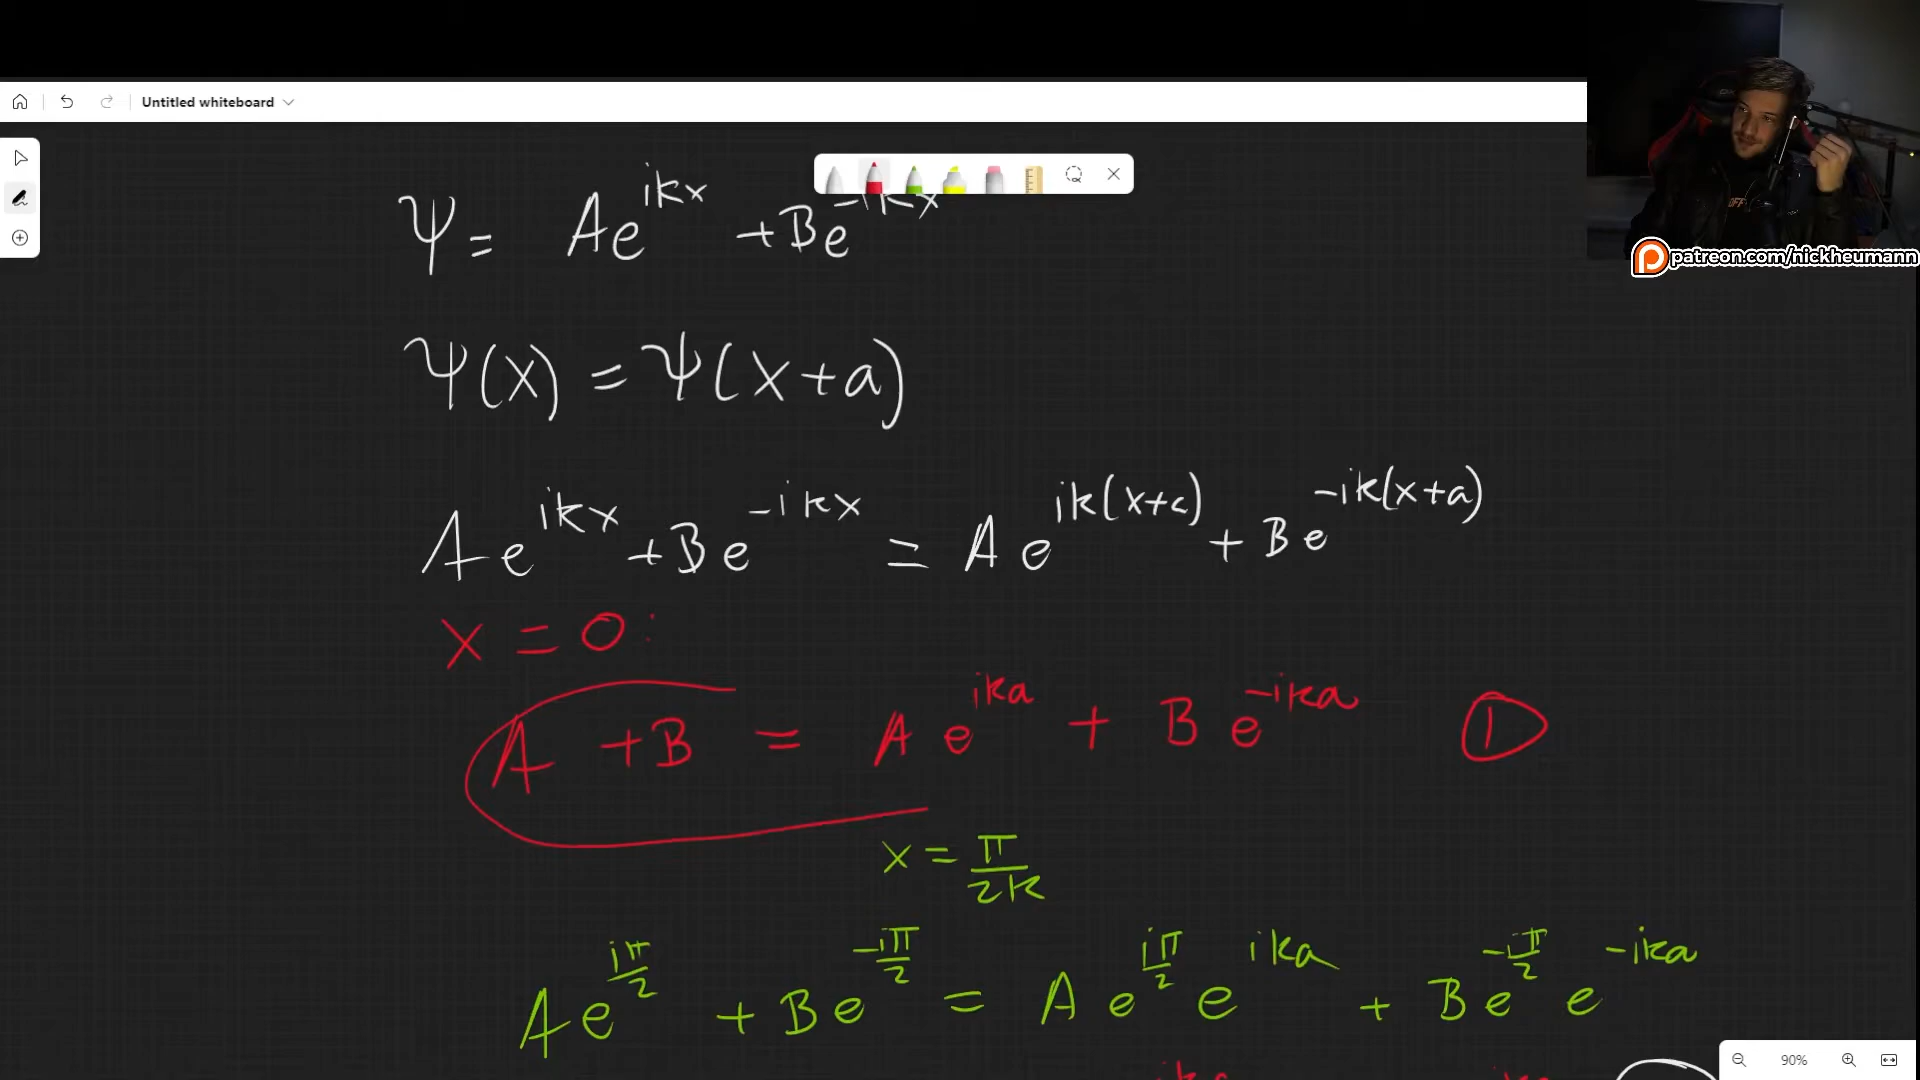 Untitled whiteboard
patreon.com/nickheumann
Ψ = Ae^{ikx} + Be^{-ikx}
Ψ(x) = Ψ(x+a)
Ae^{ikx} + Be^{-ikx} = Ae^{ik(x+a)} + Be^{-ik(x+a)}
x = 0:
A + B = Ae^{ika} + Be^{-ika} ①
x = π/2k
Ae^{iπ/2} + Be^{-iπ/2} = Ae^{iπ/2} e^{ika} + Be^{-iπ/2} e^{-ika}
90%